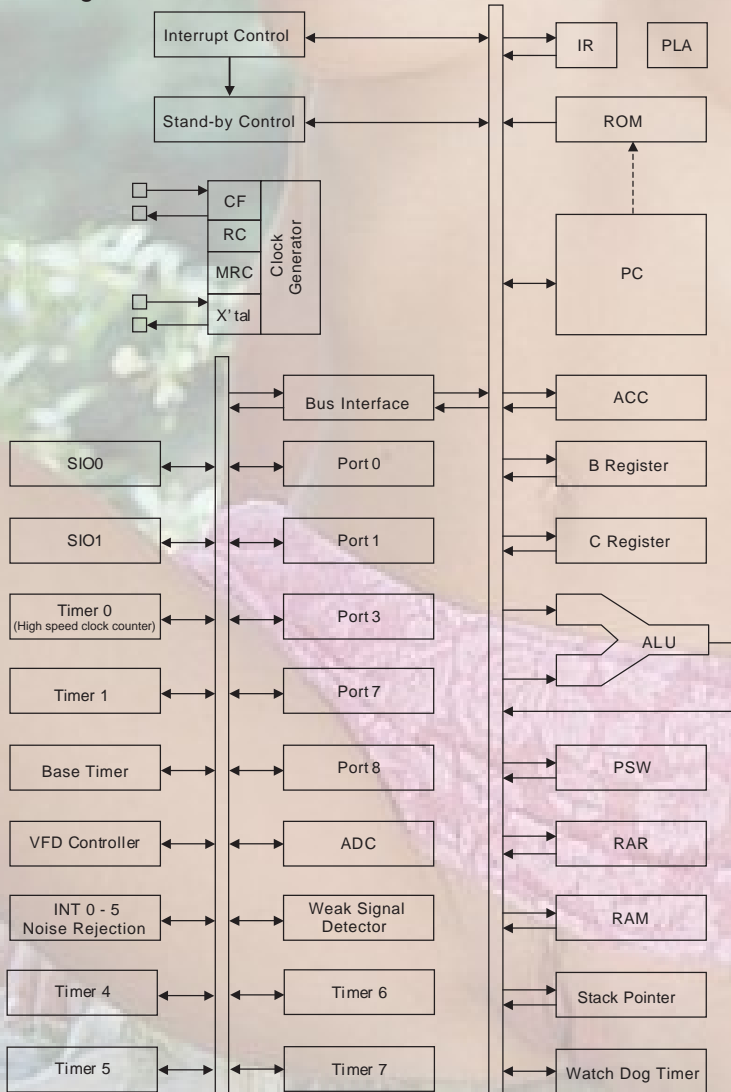 Interrupt Control
IR
PLA
Stand-by Control
ROM
CF
RC
MRC
X'tal
Clock
Generator
PC
Bus Interface
ACC
SIO0
Port 0
B Register
SIO1
Port 1
C Register
Timer 0
(High speed clock counter)
Port 3
ALU
Timer 1
Port 7
Base Timer
Port 8
PSW
VFD Controller
ADC
RAR
INT 0 - 5
Noise Rejection
Weak Signal
Detector
RAM
Timer 4
Timer 6
Stack Pointer
Timer 5
Timer 7
Watch Dog Timer